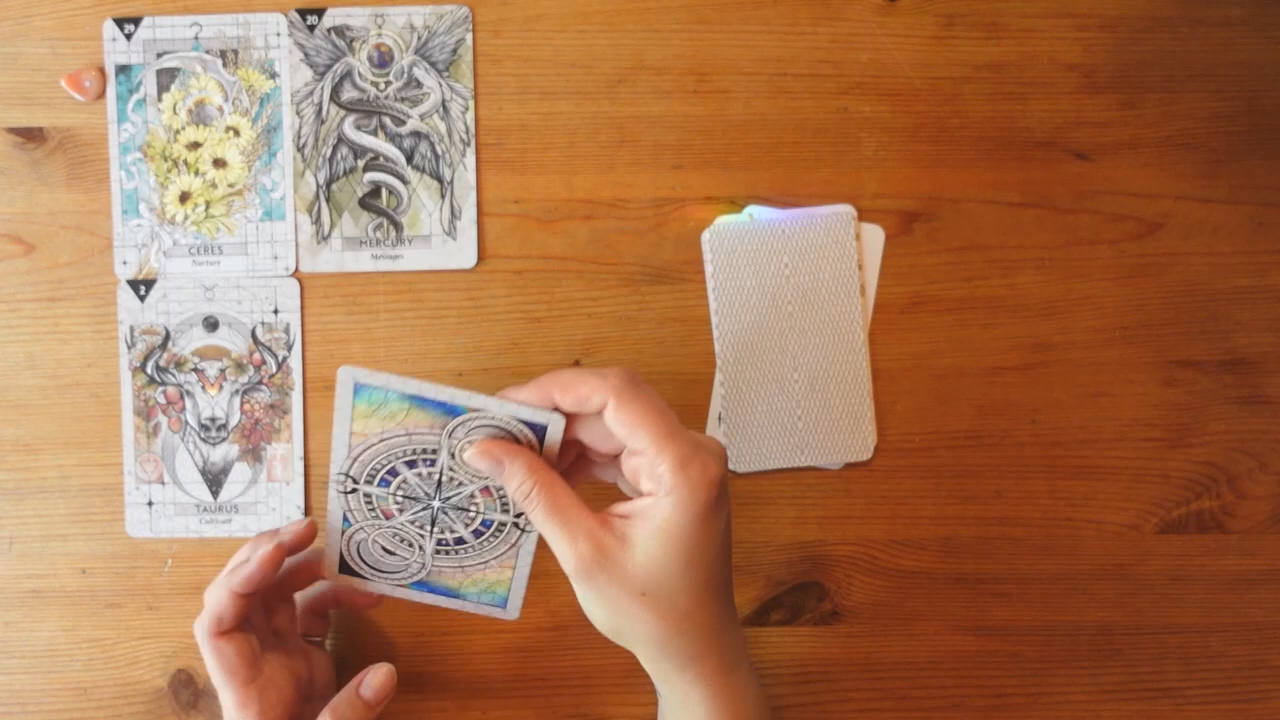 29
CERES
Nurture
20
MERCURY
Messages
2
TAURUS
Cultivate